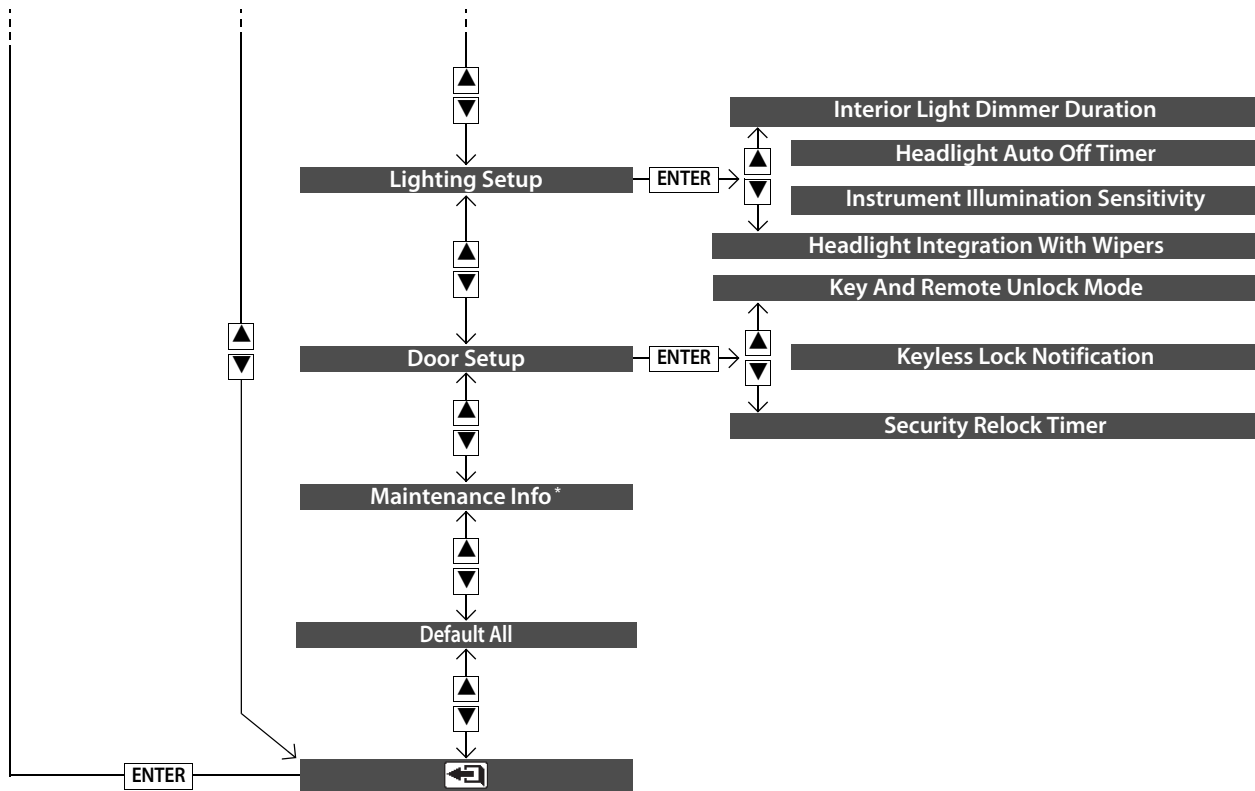 Interior Light Dimmer Duration
Headlight Auto Off Timer
Lighting Setup
ENTER
Instrument Illumination Sensitivity
Headlight Integration With Wipers
Key And Remote Unlock Mode
Door Setup
ENTER
Keyless Lock Notification
Security Relock Timer
Maintenance Info*
Default All
ENTER